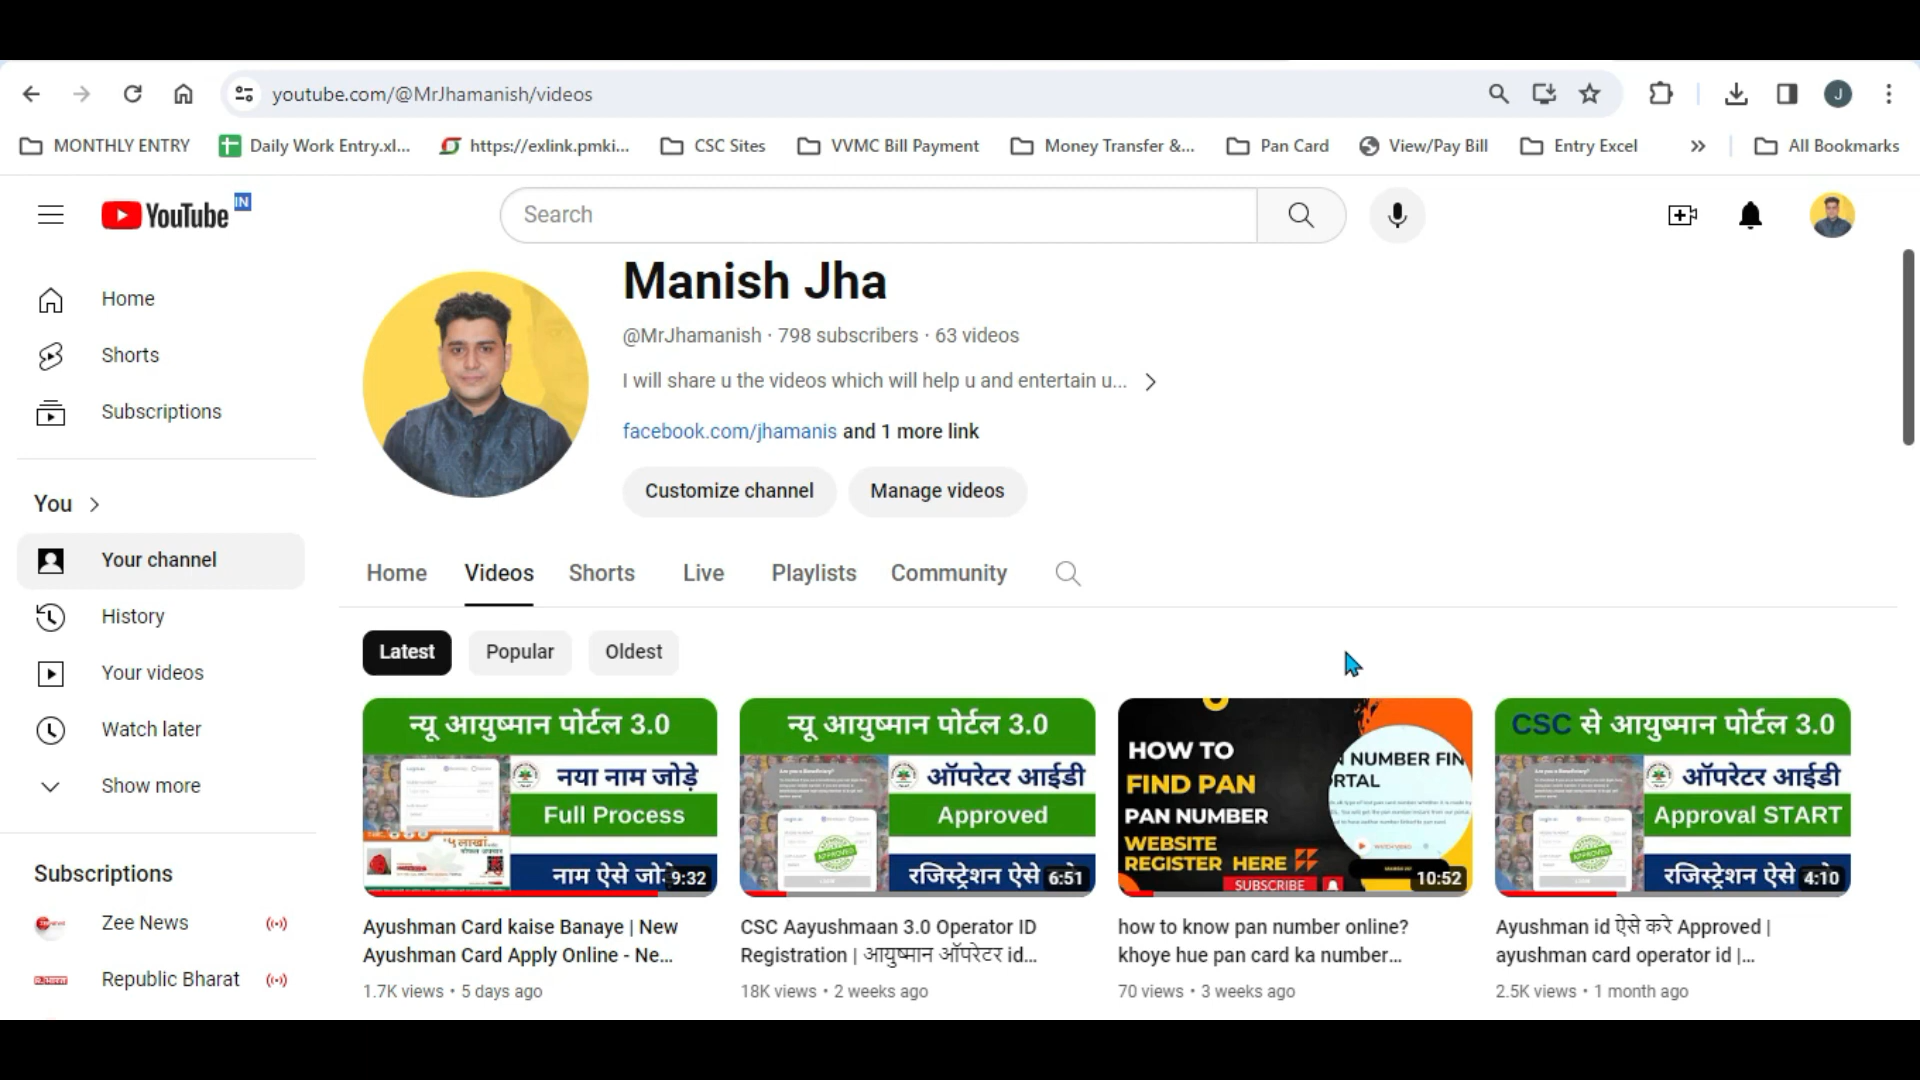 youtube.com/@MrJhamanish/videos
J
MONTHLY ENTRY
Daily Work Entry.xl...
https://exlink.pmki...
CSC Sites
VVMC Bill Payment
Money Transfer &...
Pan Card
View/Pay Bill
Entry Excel
»
All Bookmarks
YouTube IN
Search
Home
Shorts
Subscriptions
You
Your channel
History
Your videos
Watch later
Show more
Subscriptions
Zee News
Republic Bharat
Manish Jha
@MrJhamanish · 798 subscribers · 63 videos
I will share u the videos which will help u and entertain u...
facebook.com/jhamanis and 1 more link
Customize channel
Manage videos
Home
Videos
Shorts
Live
Playlists
Community
Latest
Popular
Oldest
न्यू आयुष्मान पोर्टल 3.0
नया नाम जोड़े
Full Process
नाम ऐसे
9:32
Ayushman Card kaise Banaye | New
Ayushman Card Apply Online - Ne...
1.7K views • 5 days ago
न्यू आयुष्मान पोर्टल 3.0
ऑपरेटर आईडी
Approved
APPROVED
रजिस्ट्रेशन ऐसे
6:51
CSC Aayushmaan 3.0 Operator ID
Registration | आयुष्मान ऑपरेटर id...
18K views • 2 weeks ago
HOW TO
FIND PAN
PAN NUMBER
WEBSITE
REGISTER HERE
SUBSCRIBE
NUMBER FIN
RTAL
10:52
how to know pan number online?
khoye hue pan card ka number...
70 views • 3 weeks ago
CSC से आयुष्मान पोर्टल 3.0
ऑपरेटर आईडी
Approval START
APPROVED
रजिस्ट्रेशन ऐसे
4:10
Ayushman id ऐसे करे Approved |
ayushman card operator id |...
2.5K views • 1 month ago